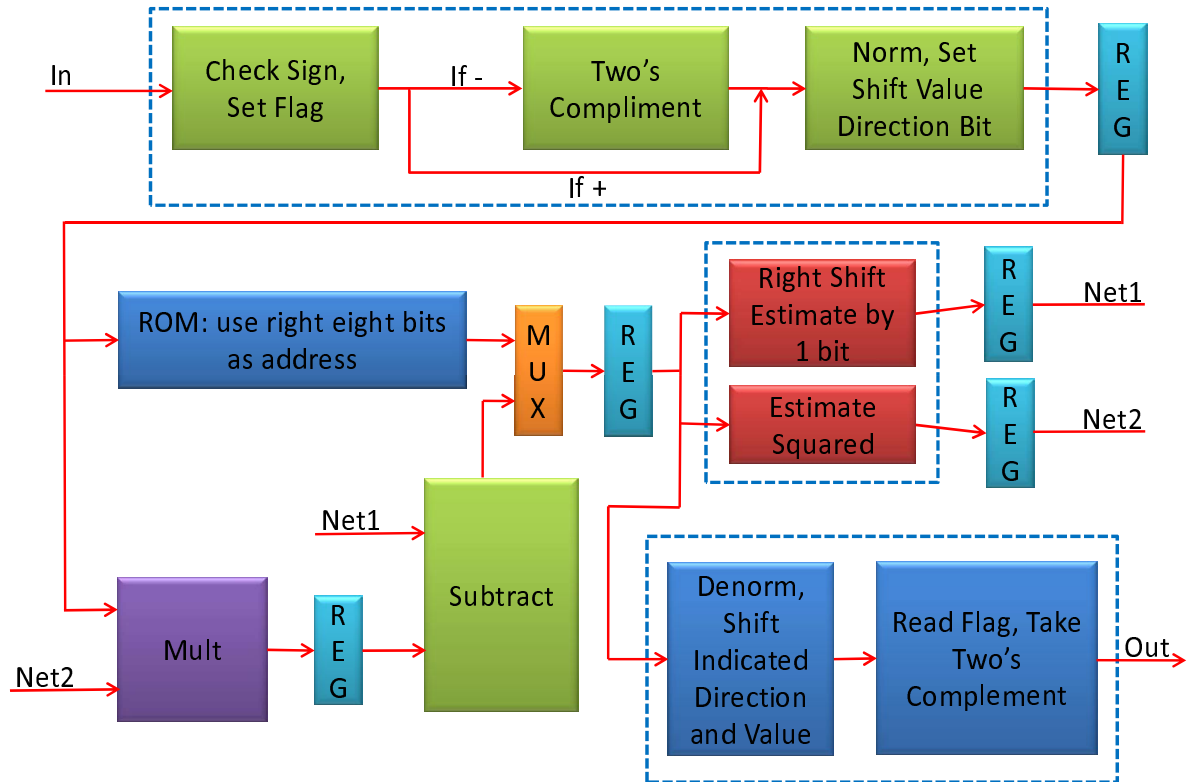 In
Check Sign,
Set Flag
If -
Two's
Compliment
If +
Norm, Set
Shift Value
Direction Bit
R
E
G
ROM: use right eight bits
as address
M
U
X
R
E
G
Right Shift
Estimate by
1 bit
R
E
G
Net1
Estimate
Squared
R
E
G
Net2
Net1
Subtract
Mult
Net2
R
E
G
Denorm,
Shift
Indicated
Direction
and Value
Read Flag, Take
Two's
Complement
Out